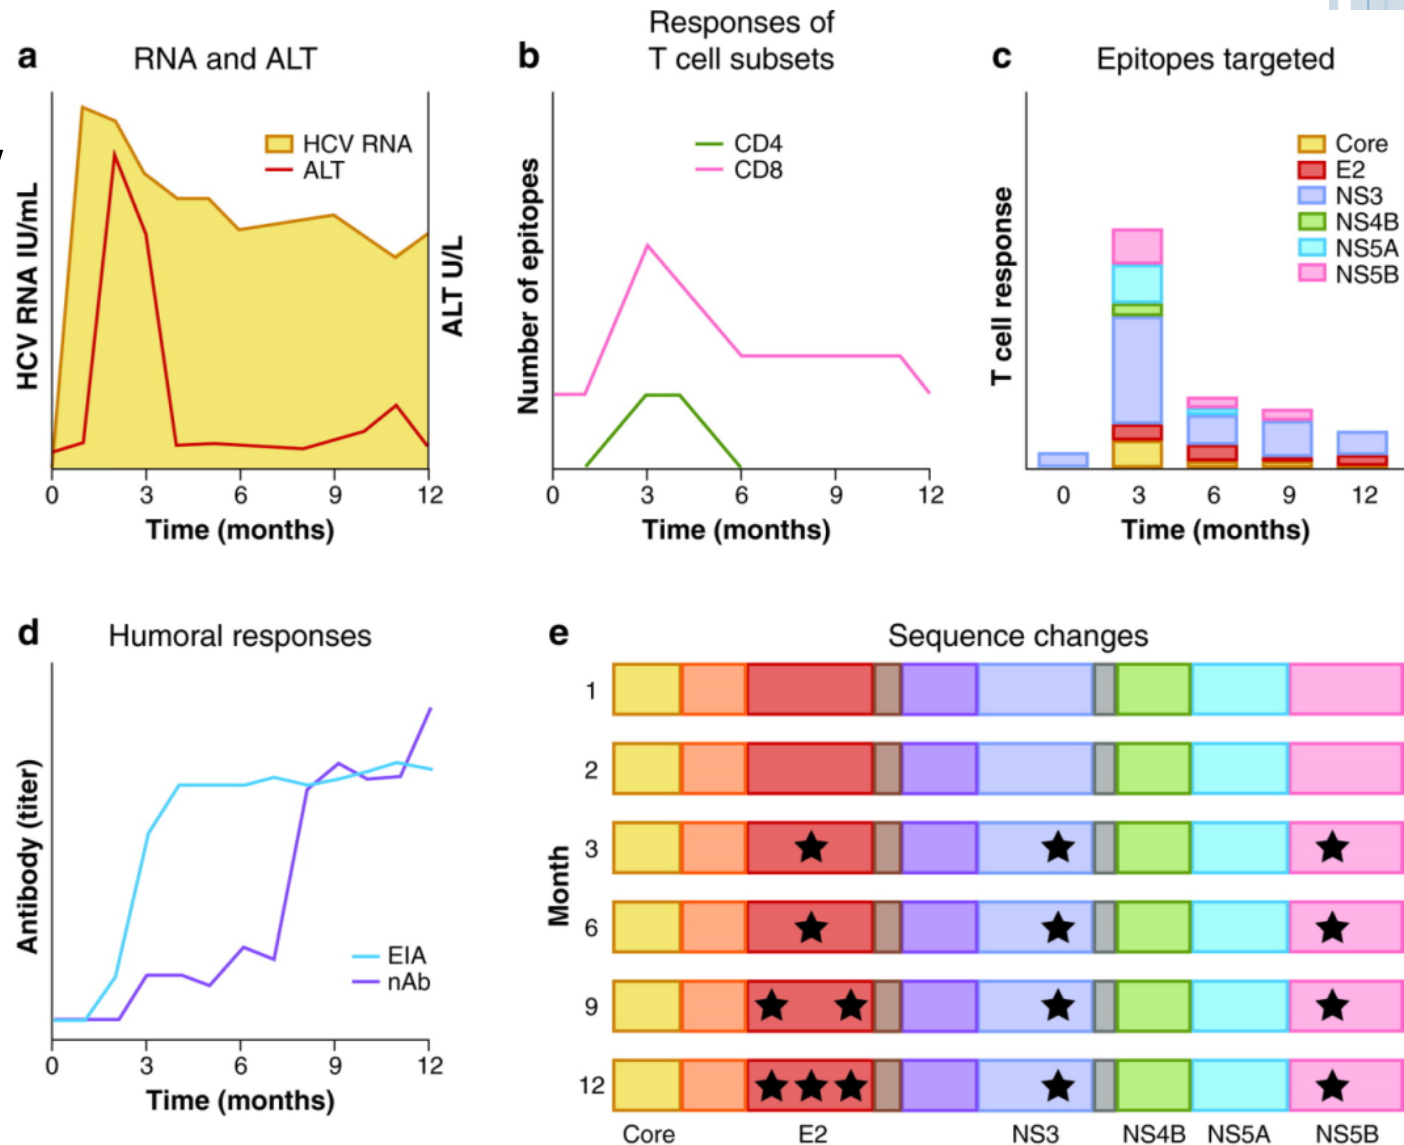 a
RNA and ALT
HCV RNA
ALT
HCV RNA IU/mL
ALT U/L
0 3 6 9 12
Time (months)
b
Responses of
T cell subsets
CD4
CD8
Number of epitopes
0 3 6 9 12
Time (months)
c
Epitopes targeted
Core
E2
NS3
NS4B
NS5A
NS5B
T cell response
0 3 6 9 12
Time (months)
d
Humoral responses
Antibody (titer)
EIA
nAb
0 3 6 9 12
Time (months)
e
Sequence changes
Month
1
2
3
6
9
12
Core E2 NS3 NS4B NS5A NS5B